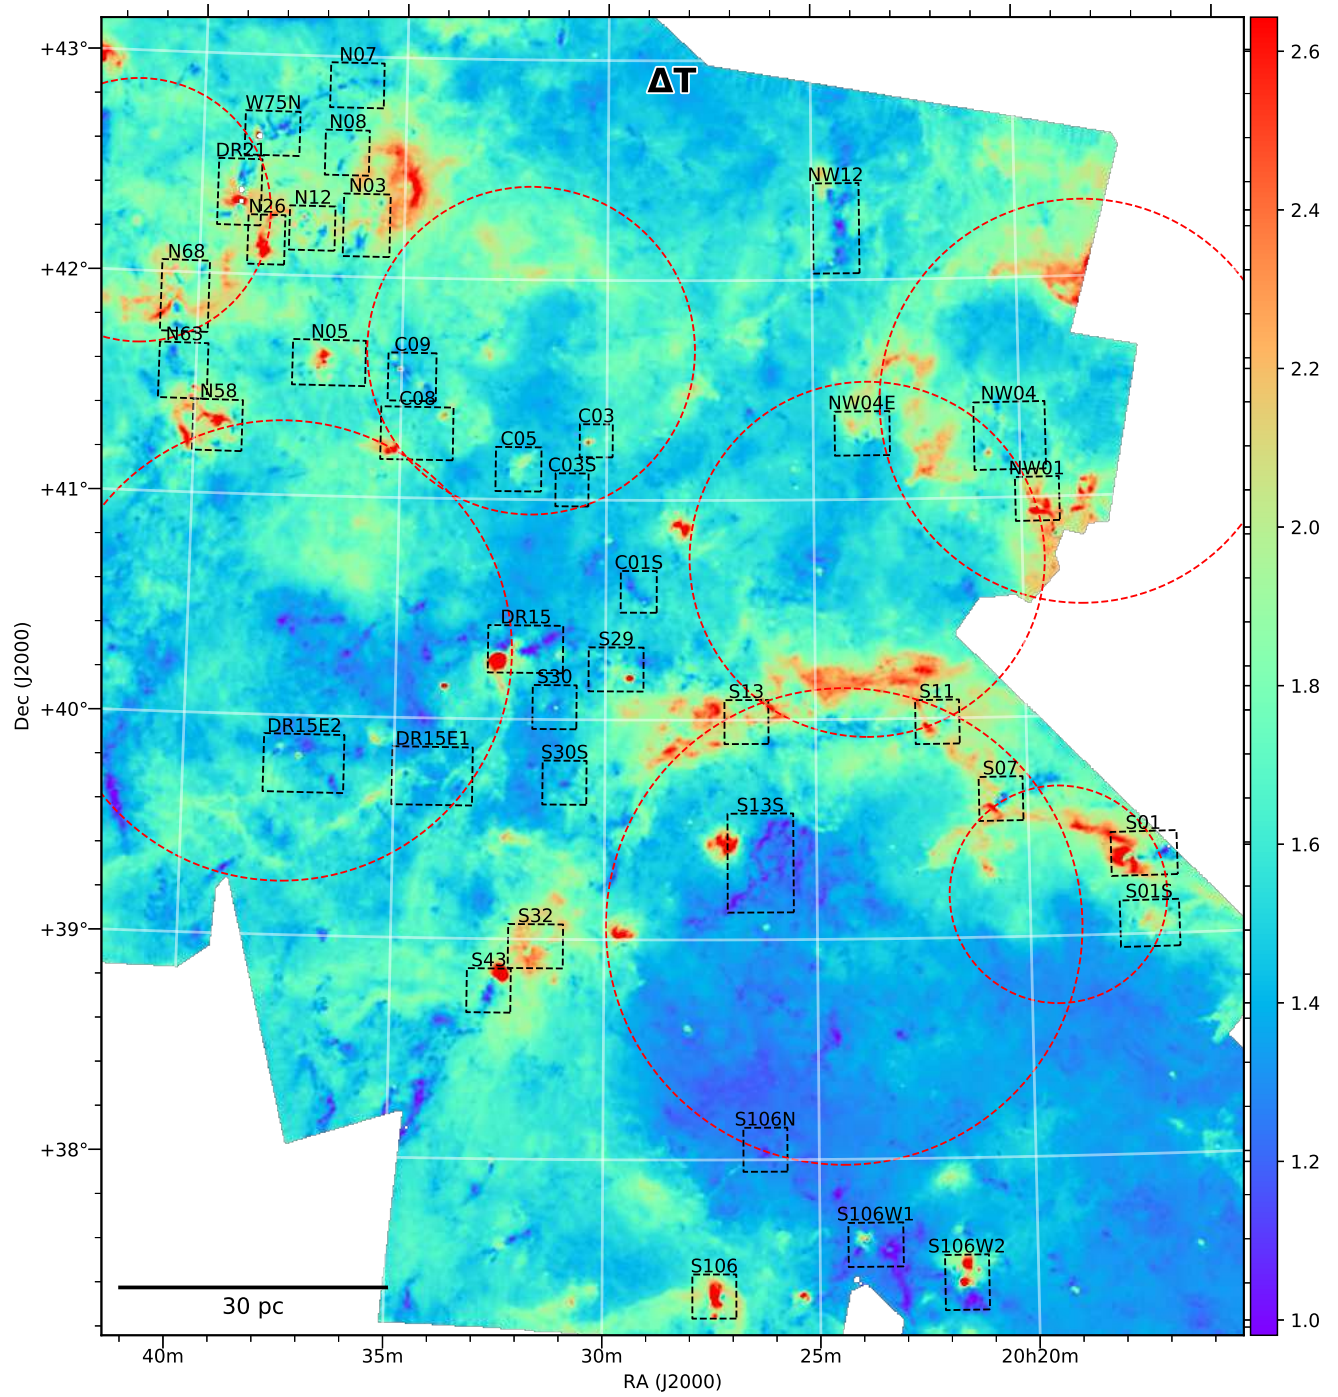 ΔT
+43°
+42°
+41°
+40°
+39°
+38°
Dec (J2000)
N07
W75N
N08
DR21
N03
N12
N26
NW12
N68
N63
N05
C09
N58
C08
NW04
NW04E
C03
C05
C03S
NW01
C01S
DR15
S29
S30
S13
S11
DR15E2
DR15E1
S30S
S07
S13S
S01
S01S
S32
S43
S106N
S106W1
S106W2
S106
30 pc
40m
35m
30m
25m
20h20m
RA (J2000)
2.6
2.4
2.2
2.0
1.8
1.6
1.4
1.2
1.0